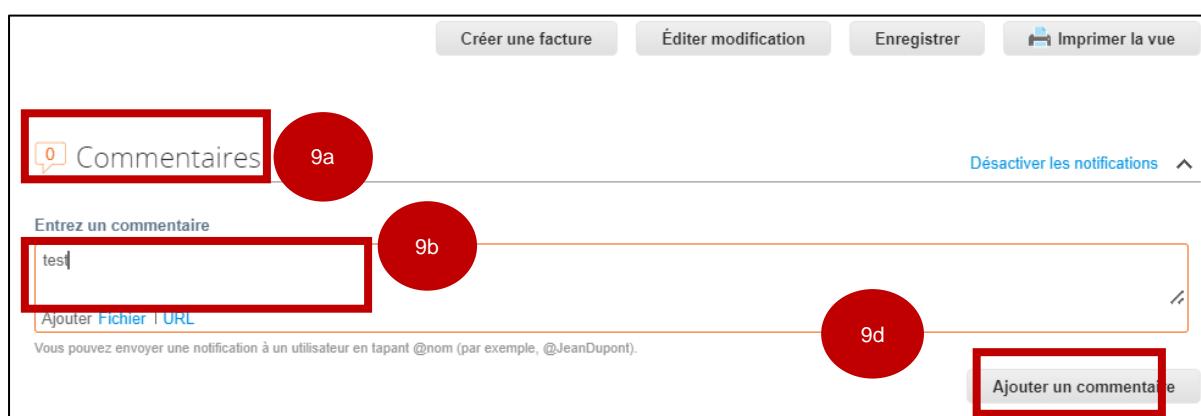 Créer une facture Éditer modification Enregistrer Imprimer la vue
0 Commentaires 9a
Désactiver les notifications
Entrez un commentaire
9b
test
Ajouter Fichier | URL
9d
Vous pouvez envoyer une notification à un utilisateur en tapant @nom (par exemple, @JeanDupont).
Ajouter un commentaire